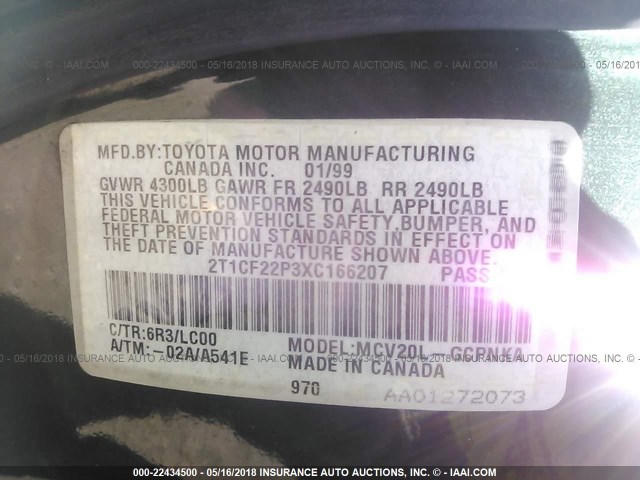 000-22434500 - 05/16/2018 INSURANCE AUTO AUCTIONS, INC. © - IAAI.COM
MFD.BY:TOYOTA MOTOR MANUFACTURING
CANADA INC. 01/99
GVWR 4300LB GAWR FR 2490LB RR 2490LB
THIS VEHICLE CONFORMS TO ALL APPLICABLE
FEDERAL MOTOR VEHICLE SAFETY,BUMPER, AND
THEFT PREVENTION STANDARDS IN EFFECT ON
THE DATE OF MANUFACTURE SHOWN ABOVE.
2T1CF22P3XC166207 PASS
C/TR:6R3/LC00 MODEL:MCV20L-GCRNKA
A/TM:-02A/A541E MADE IN CANADA
970 AA01272073
000-22434500 - 05/16/2018 INSURANCE AUTO AUCTIONS, INC. © - IAAI.COM